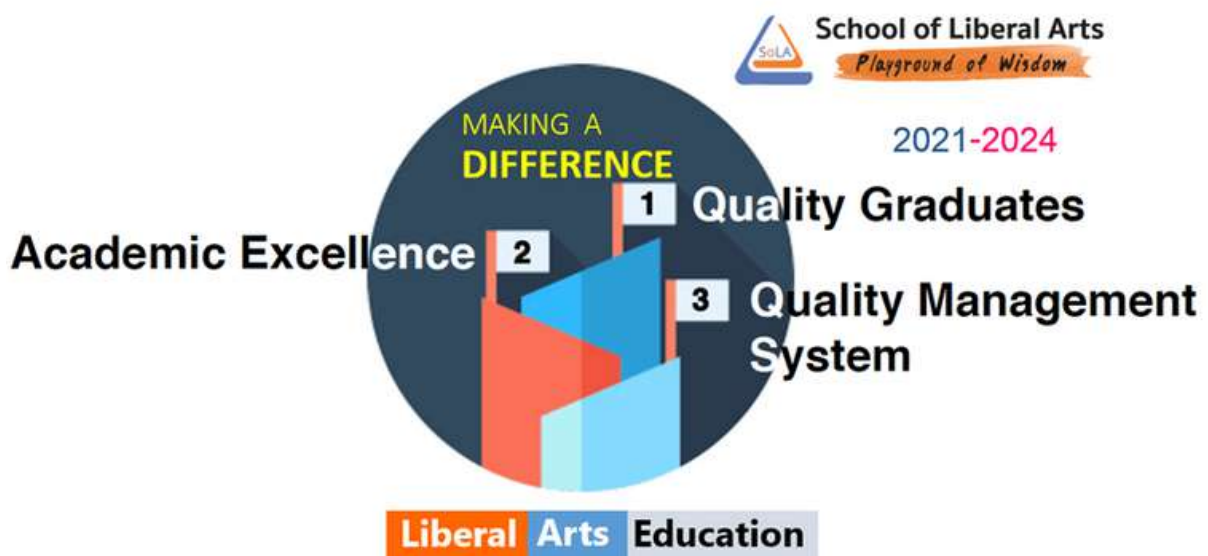 SoLA
School of Liberal Arts
Playground of Wisdom
2021-2024
MAKING A
DIFFERENCE
1 Quality Graduates
Academic Excellence 2
3 Quality Management
System
Liberal Arts Education